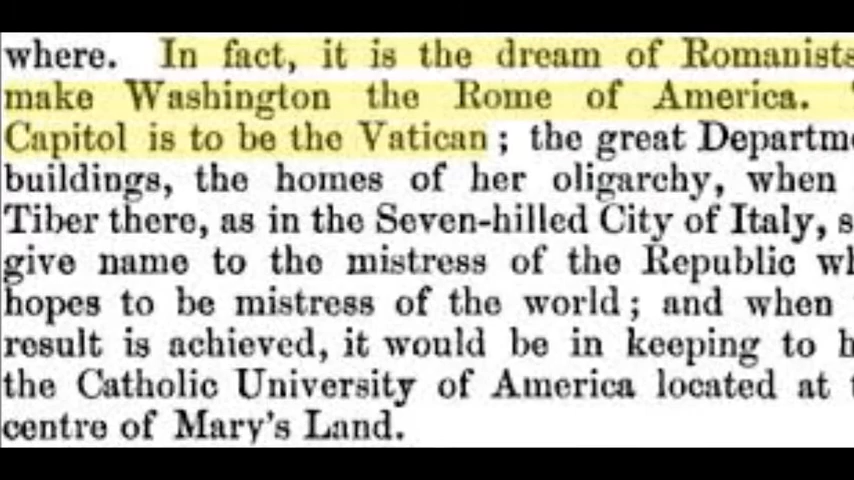 where. In fact, it is the dream of Romanists
make Washington the Rome of America.
Capitol is to be the Vatican ; the great Departm
buildings, the homes of her oligarchy, when
Tiber there, as in the Seven-hilled City of Italy, s
give name to the mistress of the Republic wh
hopes to be mistress of the world ; and when
result is achieved, it would be in keeping to h
the Catholic University of America located at t
centre of Mary's Land.